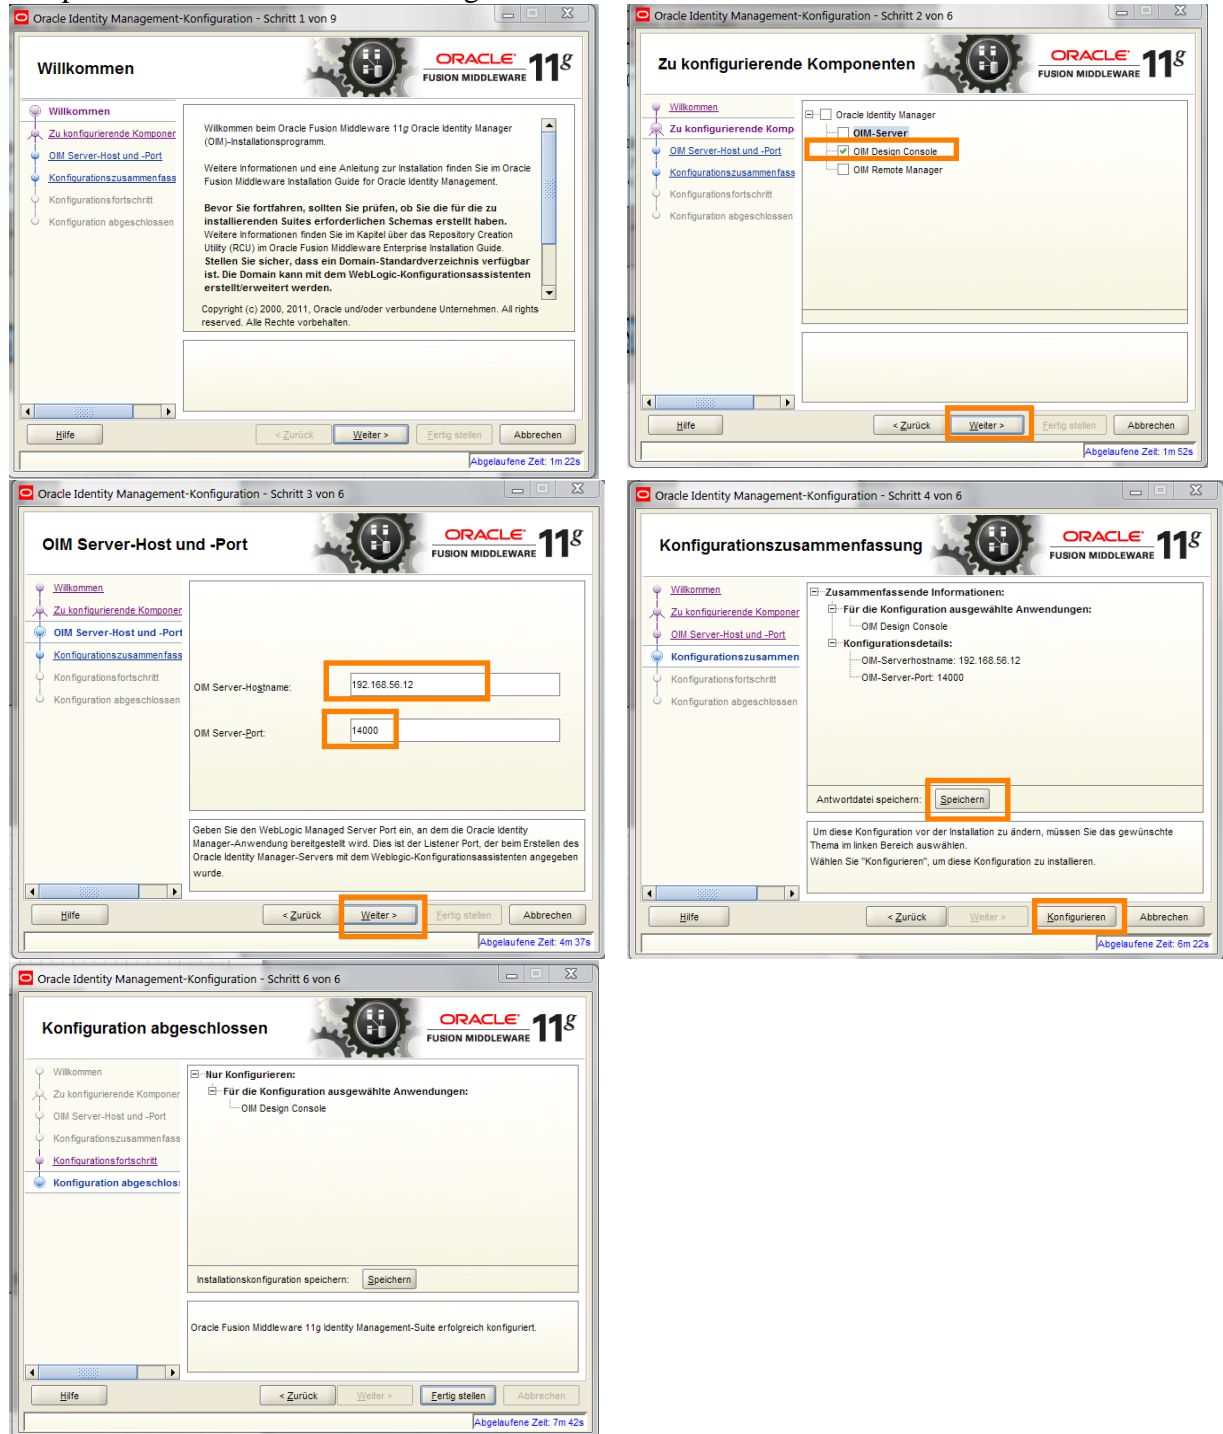 Oracle Identity Management-Konfiguration - Schritt 1 von 9
Willkommen
ORACLE
FUSION MIDDLEWARE 11g
Willkommen
Zu konfigurierende Komponer
OIM Server-Host und -Port
Konfigurationszusammenfass
Konfigurationsfortschritt
Konfiguration abgeschlossen
Willkommen beim Oracle Fusion Middleware 11g Oracle Identity Manager
(OIM)-Installationsprogramm.
Weitere Informationen und eine Anleitung zur Installation finden Sie im Oracle
Fusion Middleware Installation Guide for Oracle Identity Management.
Bevor Sie fortfahren, sollten Sie prüfen, ob Sie die für die zu
installierenden Suites erforderlichen Schemas erstellt haben.
Weitere Informationen finden Sie im Kapitel über das Repository Creation
Utility (RCU) im Oracle Fusion Middleware Enterprise Installation Guide.
Stellen Sie sicher, dass ein Domain-Standardverzeichnis verfügbar
ist. Die Domain kann mit dem WebLogic-Konfigurationsassistenten
erstellt/erweitert werden.
Copyright (c) 2000, 2011, Oracle und/oder verbundene Unternehmen. All rights
reserved. Alle Rechte vorbehalten.
Hilfe
< Zurück
Weiter >
Fertig stellen
Abbrechen
Abgelaufene Zeit: 1m 22s
Oracle Identity Management-Konfiguration - Schritt 2 von 6
Zu konfigurierende Komponenten
ORACLE
FUSION MIDDLEWARE 11g
Willkommen
Zu konfigurierende Komp
OIM Server-Host und -Port
Konfigurationszusammenfass
Konfigurationsfortschritt
Konfiguration abgeschlossen
Oracle Identity Manager
OIM-Server
OIM Design Console
OIM Remote Manager
Hilfe
< Zurück
Weiter >
Fertig stellen
Abbrechen
Abgelaufene Zeit: 1m 52s
Oracle Identity Management-Konfiguration - Schritt 3 von 6
OIM Server-Host und -Port
ORACLE
FUSION MIDDLEWARE 11g
Willkommen
Zu konfigurierende Komponer
OIM Server-Host und -Port
Konfigurationszusammenfass
Konfigurationsfortschritt
Konfiguration abgeschlossen
OIM Server-Hostname: 192.168.56.12
OIM Server-Port: 14000
Geben Sie den WebLogic Managed Server Port ein, an dem die Oracle Identity
Manager-Anwendung bereitgestellt wird. Dies ist der Listener Port, der beim Erstellen des
Oracle Identity Manager-Servers mit dem Weblogic-Konfigurationsassistenten angegeben
wurde.
Hilfe
< Zurück
Weiter >
Fertig stellen
Abbrechen
Abgelaufene Zeit: 4m 37s
Oracle Identity Management-Konfiguration - Schritt 4 von 6
Konfigurationszusammenfassung
ORACLE
FUSION MIDDLEWARE 11g
Willkommen
Zu konfigurierende Komponer
OIM Server-Host und -Port
Konfigurationszusammen
Konfigurationsfortschritt
Konfiguration abgeschlossen
Zusammenfassende Informationen:
Für die Konfiguration ausgewählte Anwendungen:
OIM Design Console
Konfigurationsdetails:
OIM-Serverhostname: 192.168.56.12
OIM-Server-Port: 14000
Antwortdatei speichern: Speichern
Um diese Konfiguration vor der Installation zu ändern, müssen Sie das gewünschte
Thema im linken Bereich auswählen.
Wählen Sie "Konfigurieren", um diese Konfiguration zu installieren.
Hilfe
< Zurück
Weiter >
Konfigurieren
Abbrechen
Abgelaufene Zeit: 6m 22s
Oracle Identity Management-Konfiguration - Schritt 6 von 6
Konfiguration abgeschlossen
ORACLE
FUSION MIDDLEWARE 11g
Willkommen
Zu konfigurierende Komponer
OIM Server-Host und -Port
Konfigurationszusammenfass
Konfigurationsfortschritt
Konfiguration abgeschlos
Nur Konfigurieren:
Für die Konfiguration ausgewählte Anwendungen:
OIM Design Console
Installationskonfiguration speichern: Speichern
Oracle Fusion Middleware 11g Identity Management-Suite erfolgreich konfiguriert.
Hilfe
< Zurück
Weiter >
Fertig stellen
Abbrechen
Abgelaufene Zeit: 7m 42s